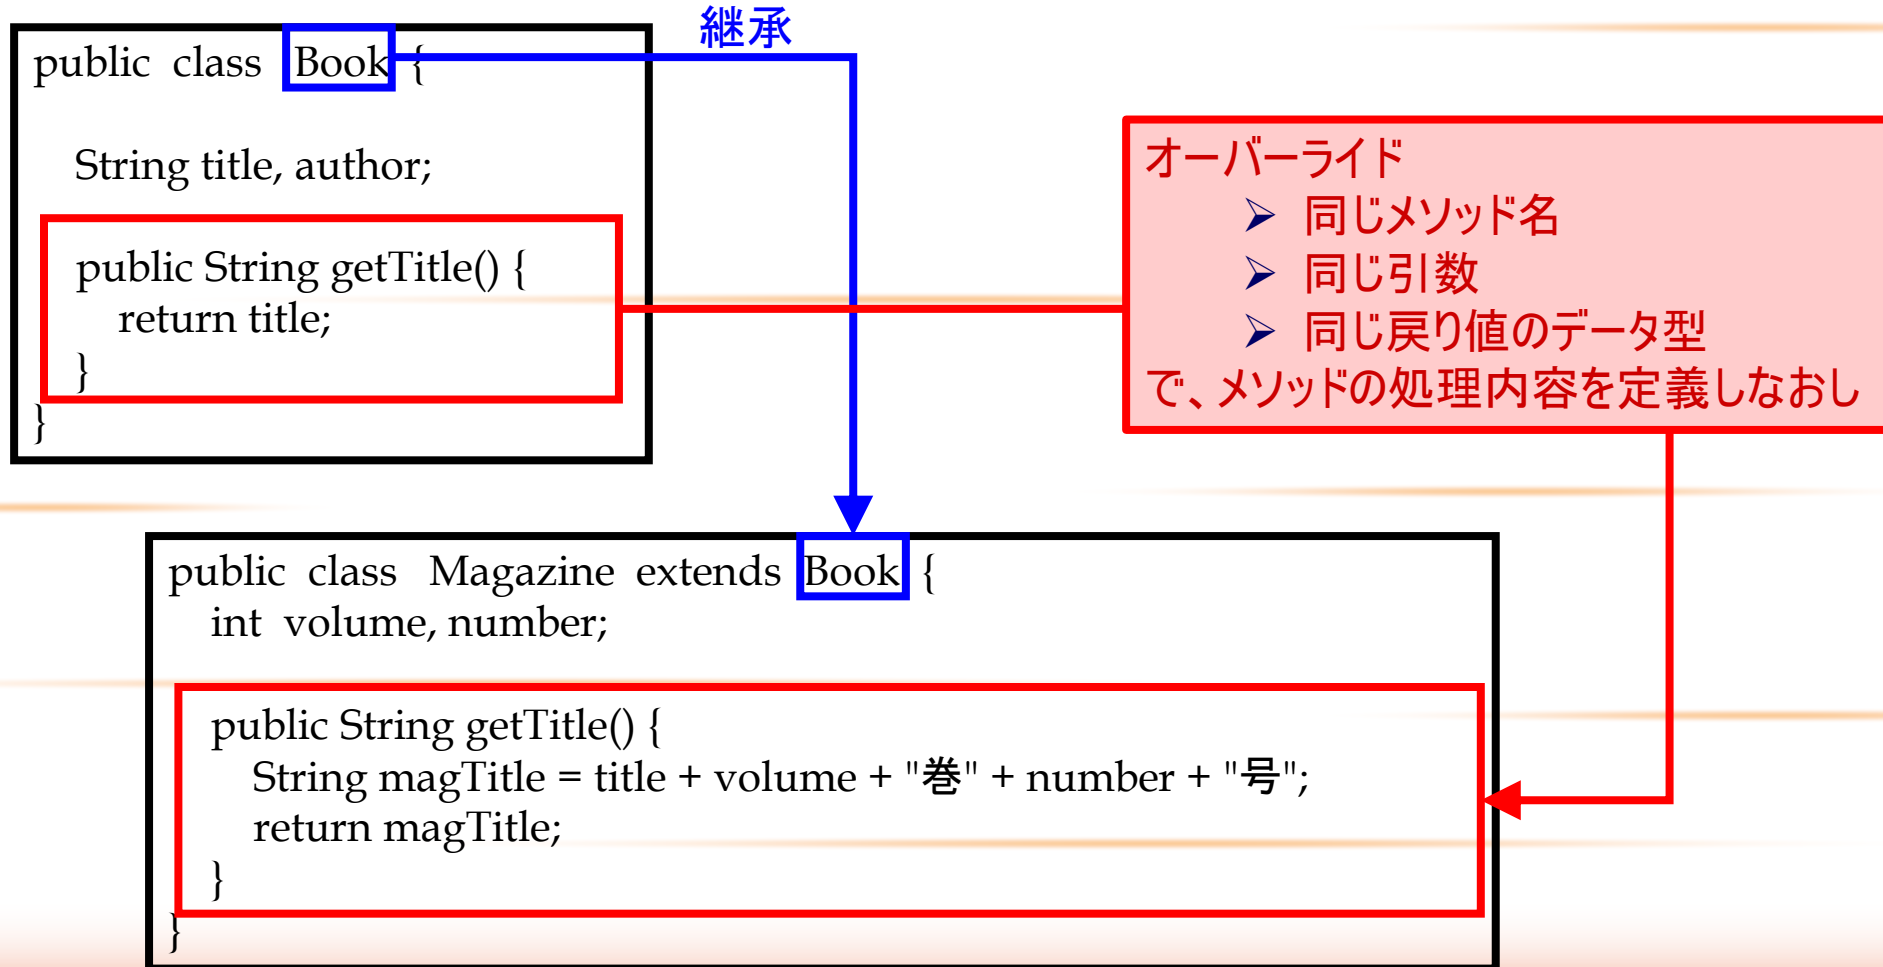 継承
public class Book {
String title, author;
public String getTitle() {
return title;
}
}
オーバーライド
➢ 同じメソッド名
➢ 同じ引数
➢ 同じ戻り値のデータ型
で、メソッドの処理内容を定義しなおし
public class Magazine extends Book {
int volume, number;
public String getTitle() {
String magTitle = title + volume + "巻" + number + "号";
return magTitle;
}
}